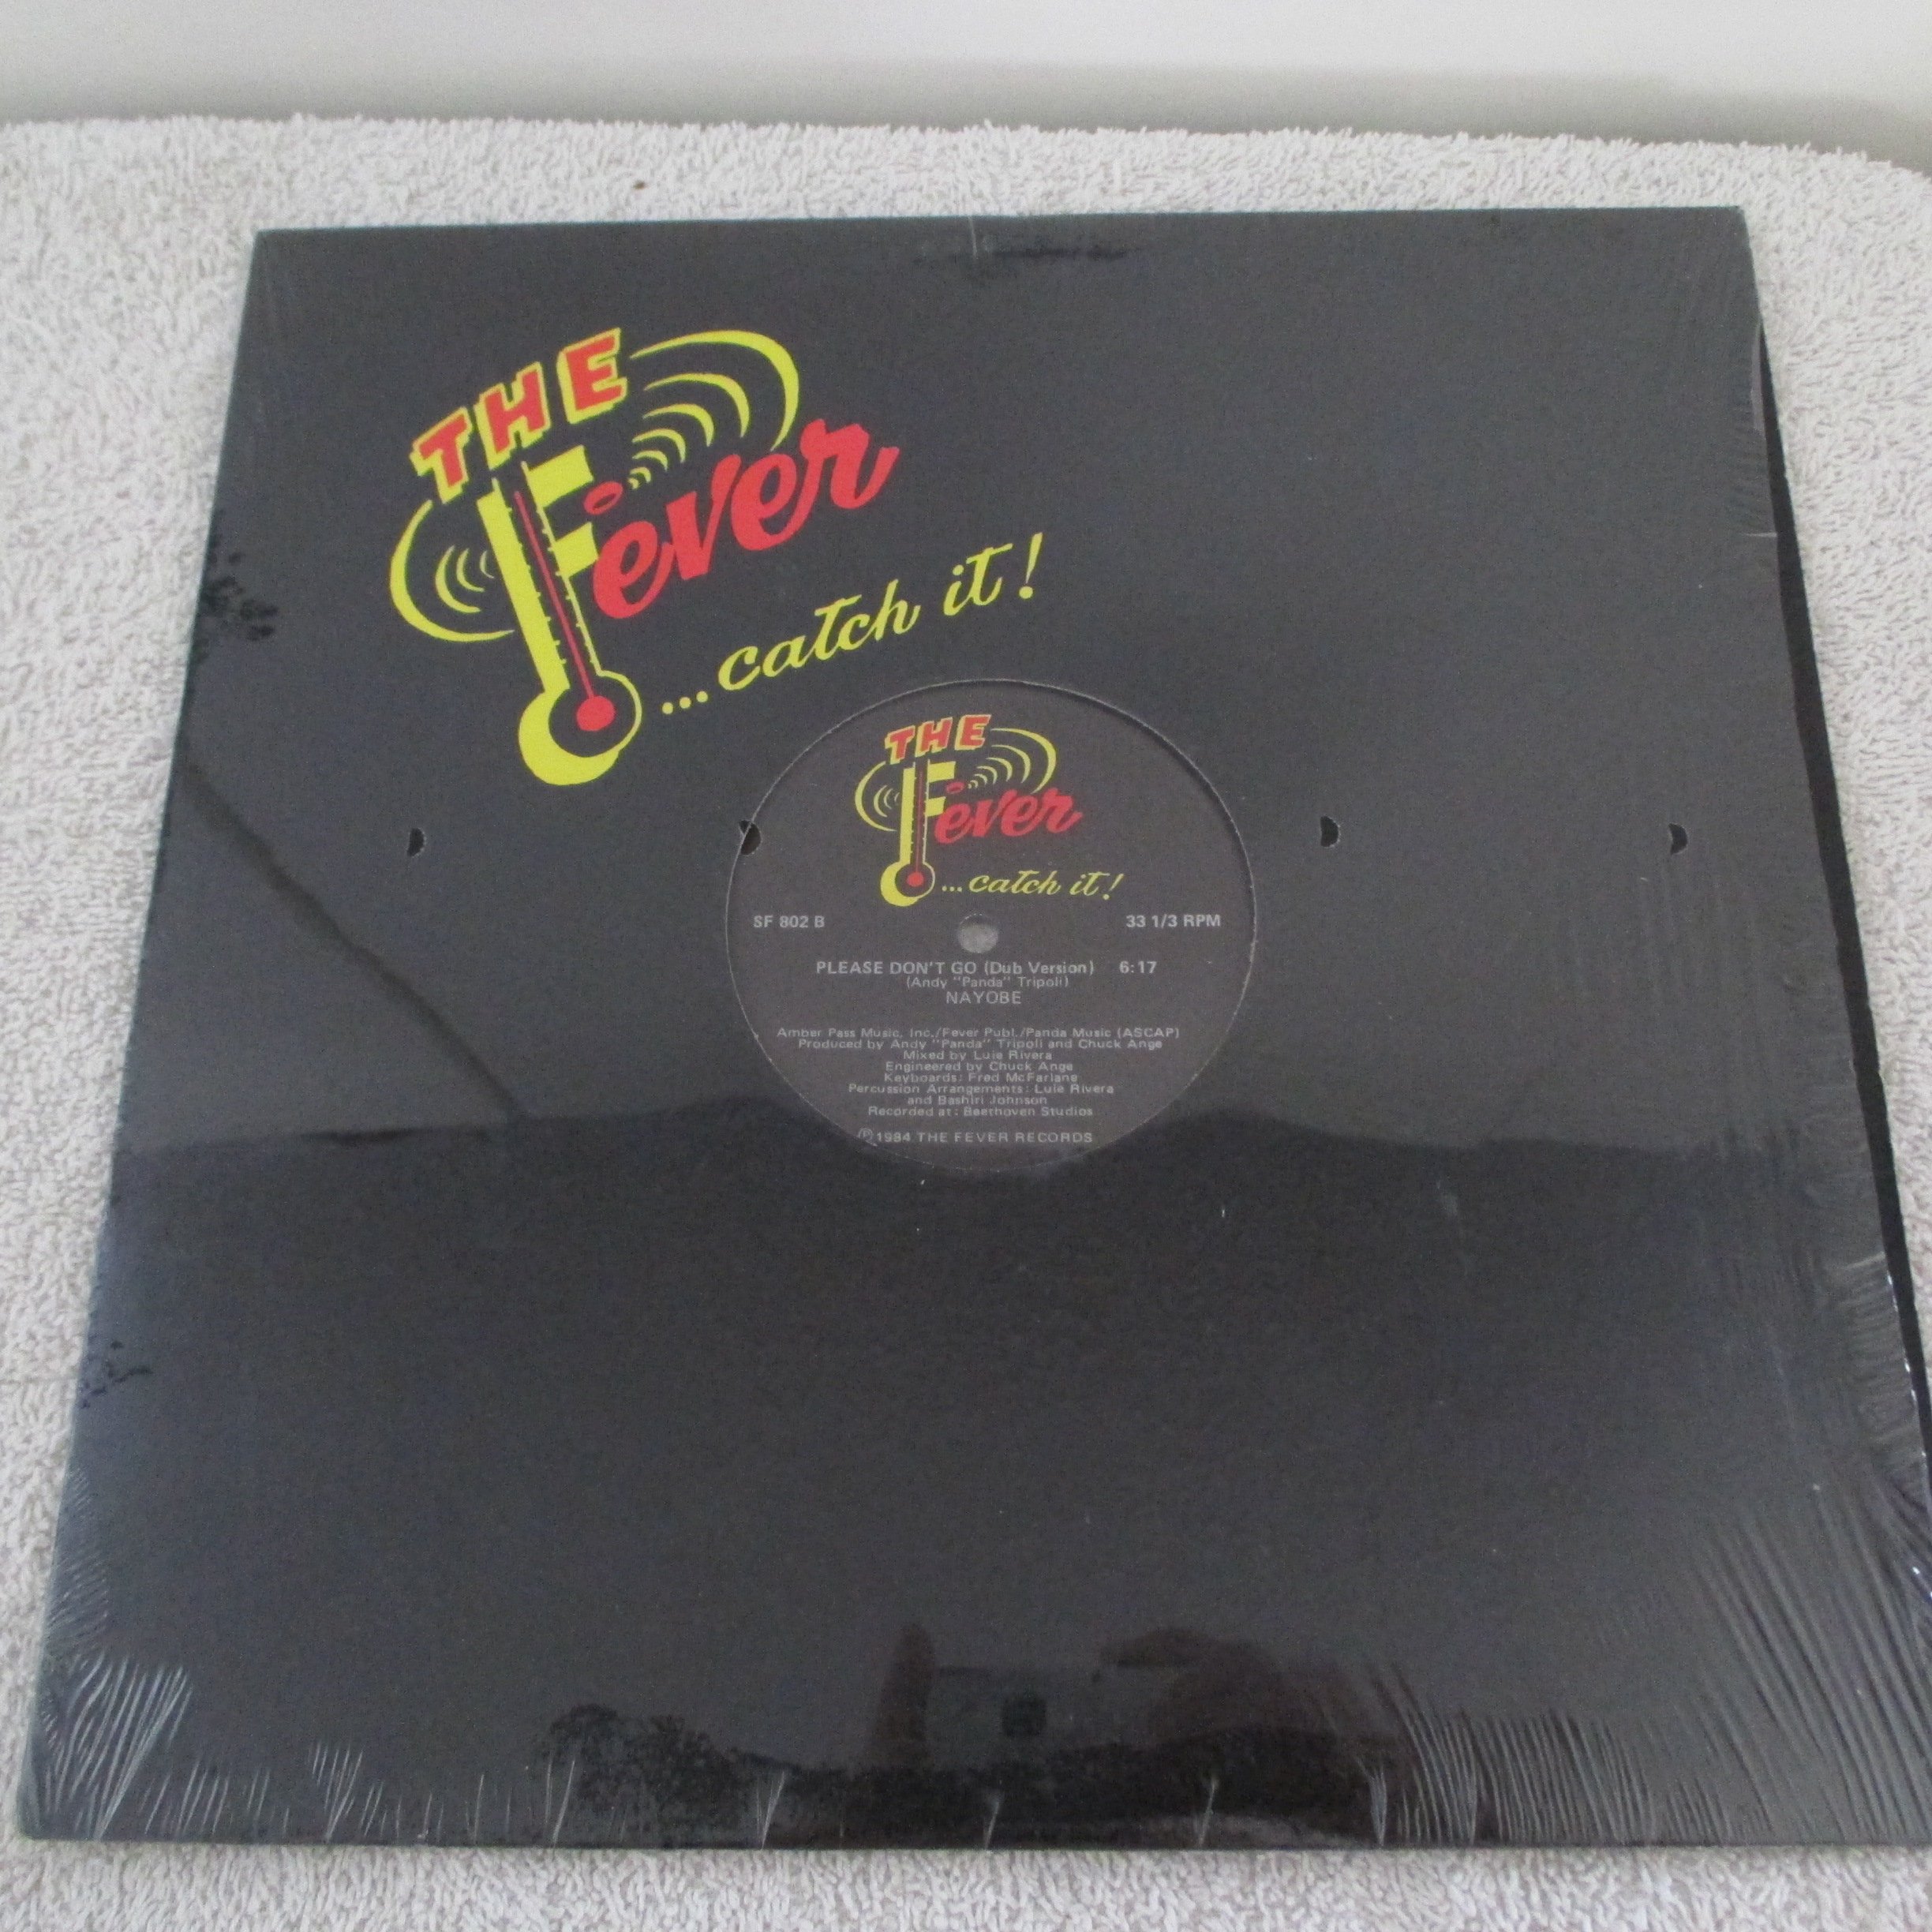 THE
Fever
...catch it!
THE
Fever
...catch it!
SF 802 B
33 1/3 RPM
PLEASE DON'T GO (Dub Version) 6:17
(Andy "Panda" Tripoli)
NAYOBE
Amber Pass Music, Inc./Fever Publ./Panda Music (ASCAP)
Produced by Andy "Panda" Tripoli and Chuck Ange
Mixed by Luie Rivera
Engineered by Chuck Ange
Keyboards: Fred McFarlane
Percussion Arrangements: Luie Rivera
and Bashiri Johnson
Recorded at: Beethoven Studios
Ⓟ1984 THE FEVER RECORDS